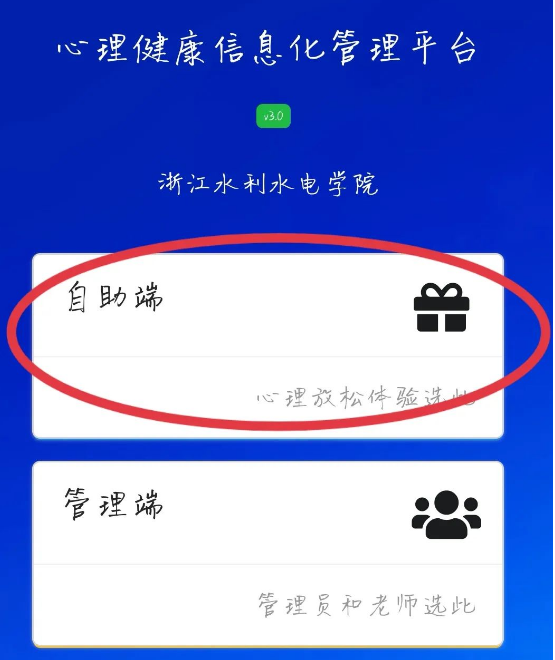 心理健康信息化管理平台
v3.0
浙江水利水电学院
自助端
心理放松体验选此
管理端
管理员和老师选此